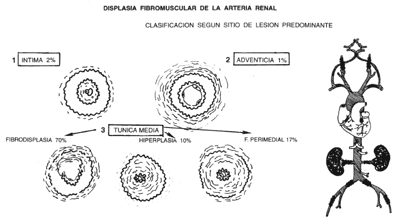 DISPLASIA FIBROMUSCULAR DE LA ARTERIA RENAL
CLASIFICACION SEGUN SITIO DE LESION PREDOMINANTE
1 INTIMA 2%
2 ADVENTICIA 1%
3 TUNICA MEDIA
FIBRODISPLASIA 70%
HIPERPLASIA 10%
F. PERIMEDIAL 17%